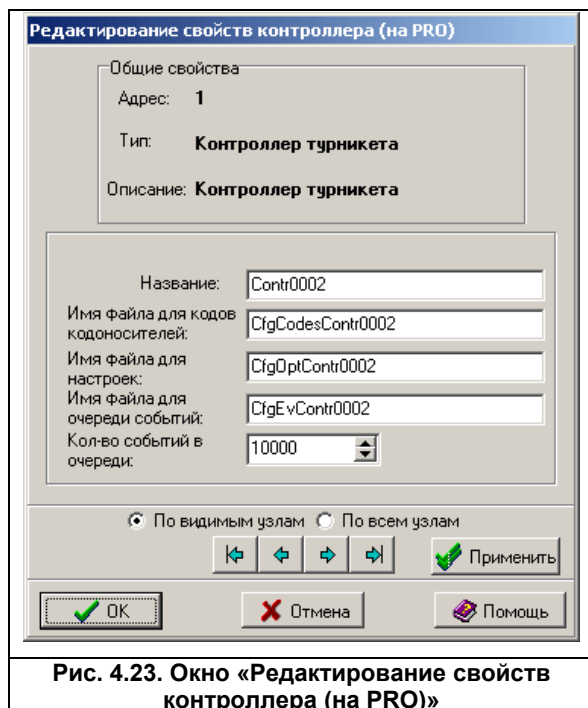 Редактирование свойств контроллера (на PRO)
Общие свойства
Адрес: 1
Тип: Контроллер турникета
Описание: Контроллер турникета
Название: Contr0002
Имя файла для кодов
кодоносителей: CfgCodesContr0002
Имя файла для
настроек: CfgOptContr0002
Имя файла для
очереди событий: CfgEvContr0002
Кол-во событий в
очереди: 10000
По видимым узлам По всем узлам
Применить
OK Отмена Помощь
Рис. 4.23. Окно «Редактирование свойств
контроллера (на PRO)»